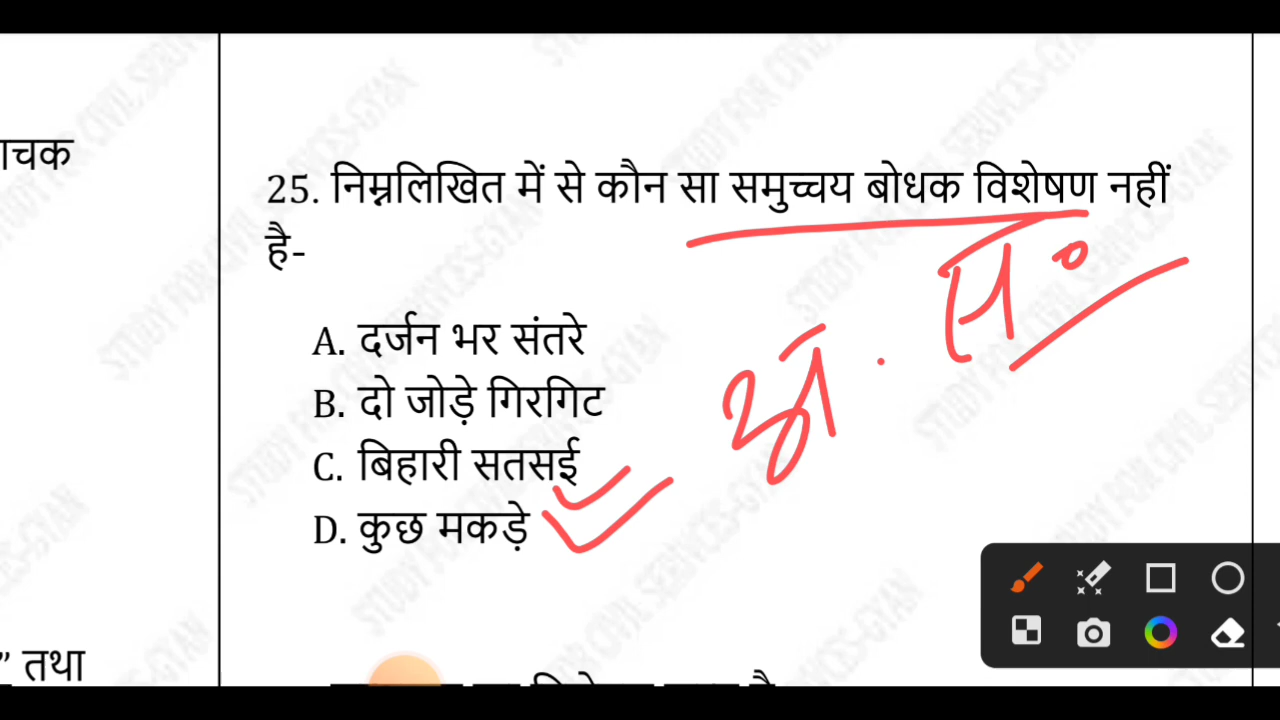 ाचक
25. निम्नलिखित में से कौन सा समुच्चय बोधक विशेषण नहीं
है-
A. दर्जन भर संतरे
B. दो जोड़े गिरगिट
C. बिहारी सतसई
D. कुछ मकड़े
” तथा